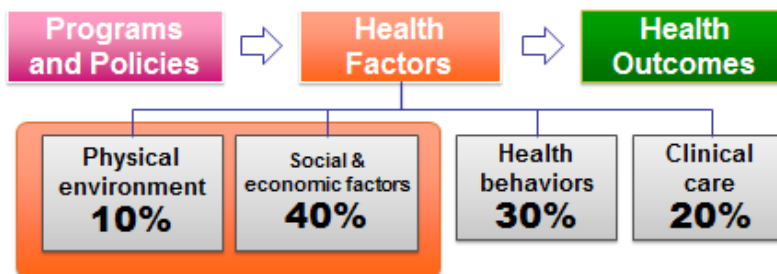 Programs
and Policies
Health
Factors
Health
Outcomes
Physical
environment
10%
Social &
economic factors
40%
Health
behaviors
30%
Clinical
care
20%